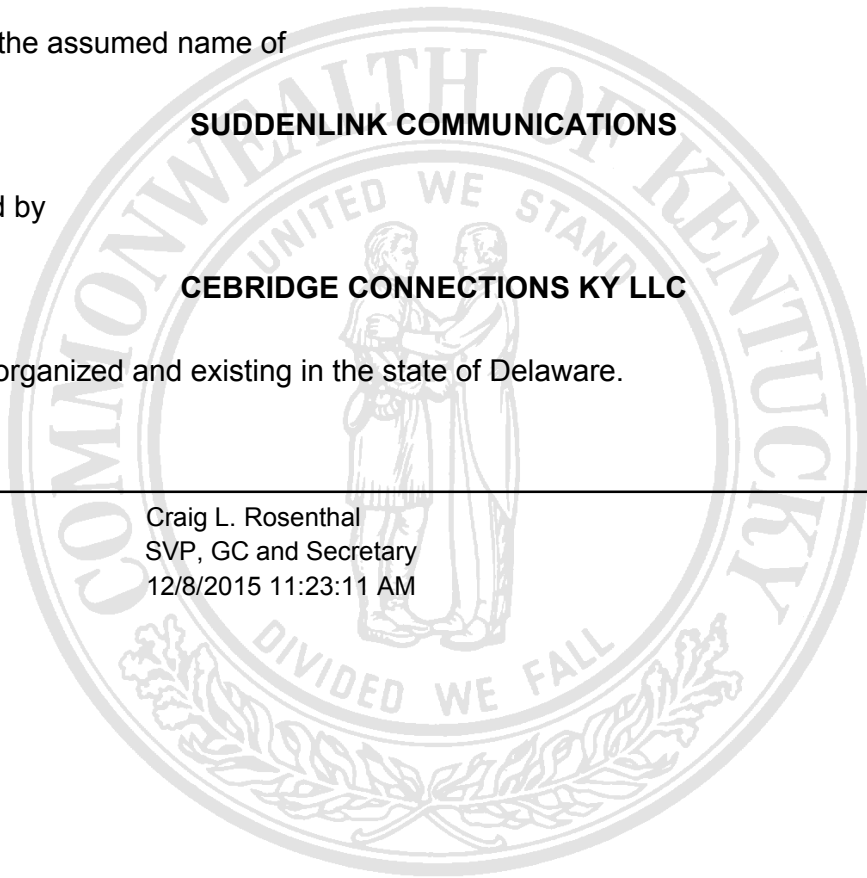 the assumed name of
SUDDENLINK COMMUNICATIONS
d by
CEBRIDGE CONNECTIONS KY LLC
organized and existing in the state of Delaware.
Craig L. Rosenthal
SVP, GC and Secretary
12/8/2015 11:23:11 AM
COMMONWEALTH OF KENTUCKY
UNITED WE STAND
DIVIDED WE FALL